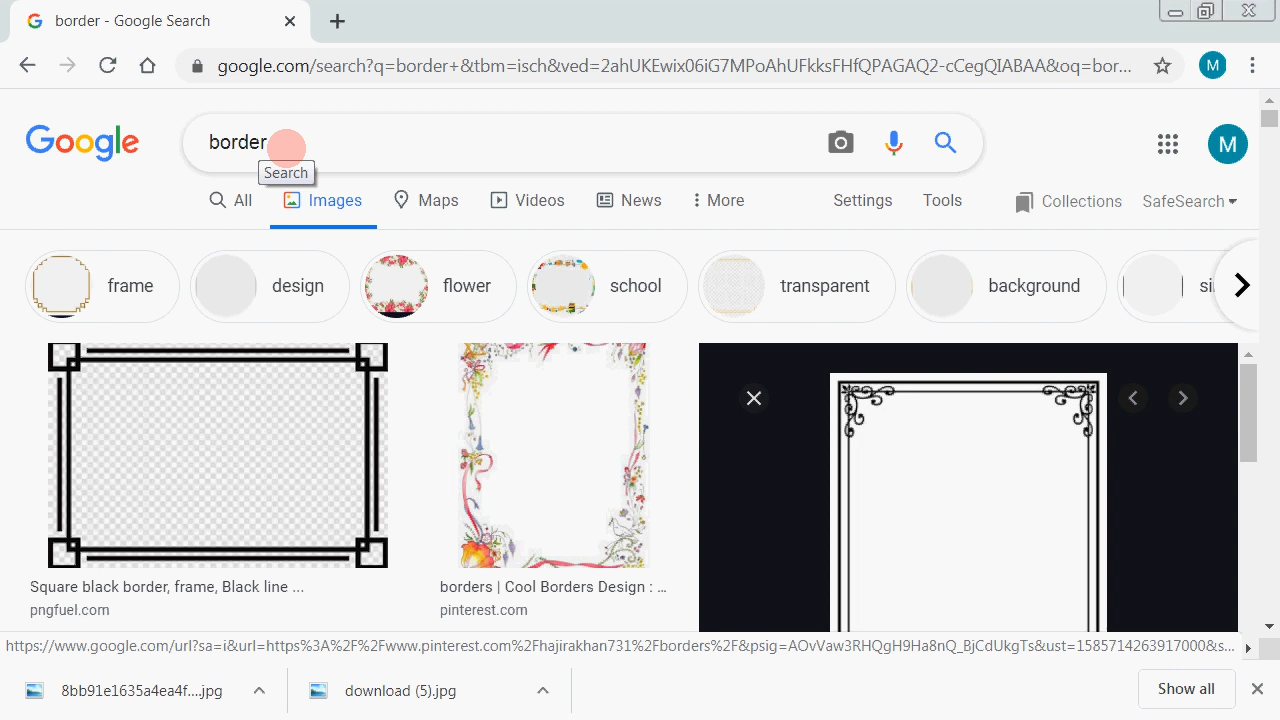 border - Google Search
google.com/search?q=border+&tbm=isch&ved=2ahUKEwix06iG7MPoAhUFkksFHfQPAGAQ2-cCegQIABAA&oq=bor...
M
Google
border
M
Search
All
Images
Maps
Videos
News
More
Settings
Tools
Collections
SafeSearch
frame
design
flower
school
transparent
background
si
Square black border, frame, Black line ...
pngfuel.com
borders | Cool Borders Design : ...
pinterest.com
https://www.google.com/url?sa=i&url=https%3A%2F%2Fwww.pinterest.com%2Fhajirakhan731%2Fborders%2F&psig=AOvVaw3RHQgH9Ha8nQ_BjCdUkgTs&ust=1585714263917000&s...
8bb91e1635a4ea4f....jpg
download (5).jpg
Show all